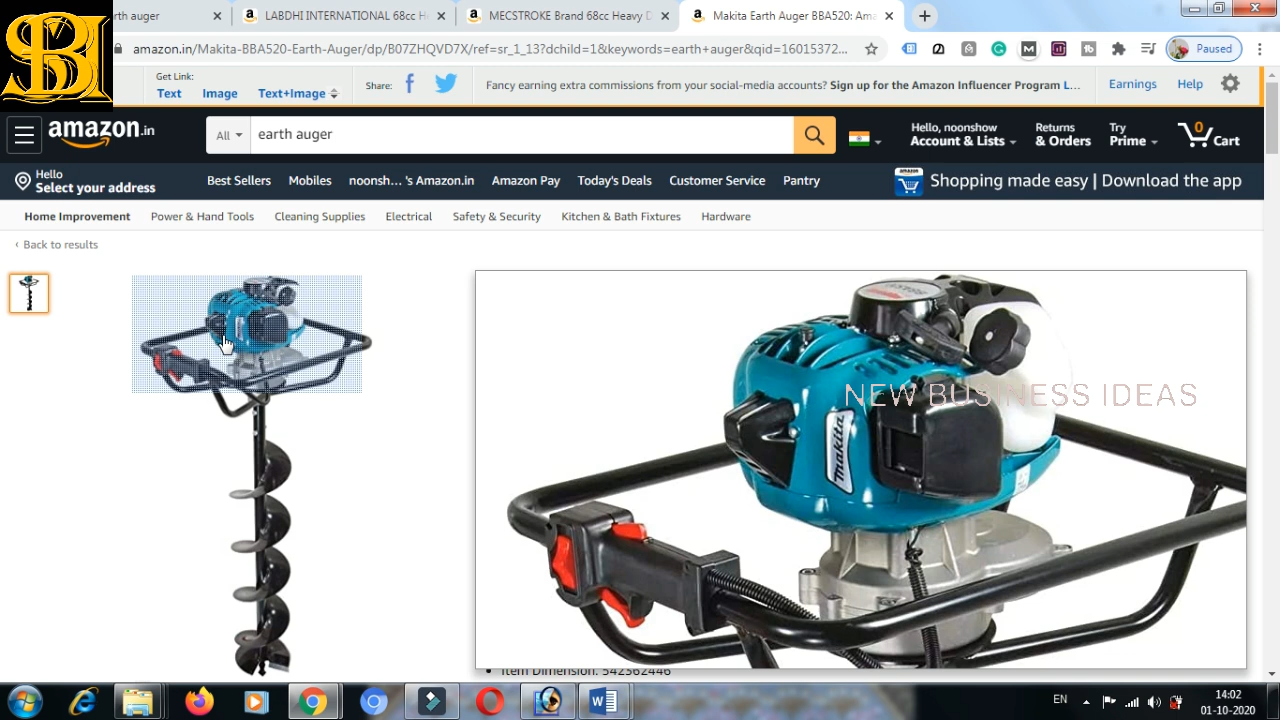 arth auger
LABDHI INTERNATIONAL 68cc H
MECSTROKE Brand 68cc Heavy D
Makita Earth Auger BBA520: Ama
amazon.in/Makita-BBA520-Earth-Auger/dp/B07ZHQVD7X/ref=sr_1_13?dchild=1&keywords=earth+auger&qid=16015372...
Paused
SBI
Get Link:
Text Image Text+Image
Share:
Fancy earning extra commissions from your social-media accounts? Sign up for the Amazon Influencer Program L...
Earnings Help
amazon.in
All
earth auger
Hello, noonshow
Account & Lists
Returns
& Orders
Try
Prime
0
Cart
Hello
Select your address
Best Sellers Mobiles noonsh... 's Amazon.in Amazon Pay Today's Deals Customer Service Pantry
Shopping made easy | Download the app
Home Improvement Power & Hand Tools Cleaning Supplies Electrical Safety & Security Kitchen & Bath Fixtures Hardware
‹ Back to results
NEW BUSINESS IDEAS
makita
Item Dimension: 542362446
EN
14:02
01-10-2020